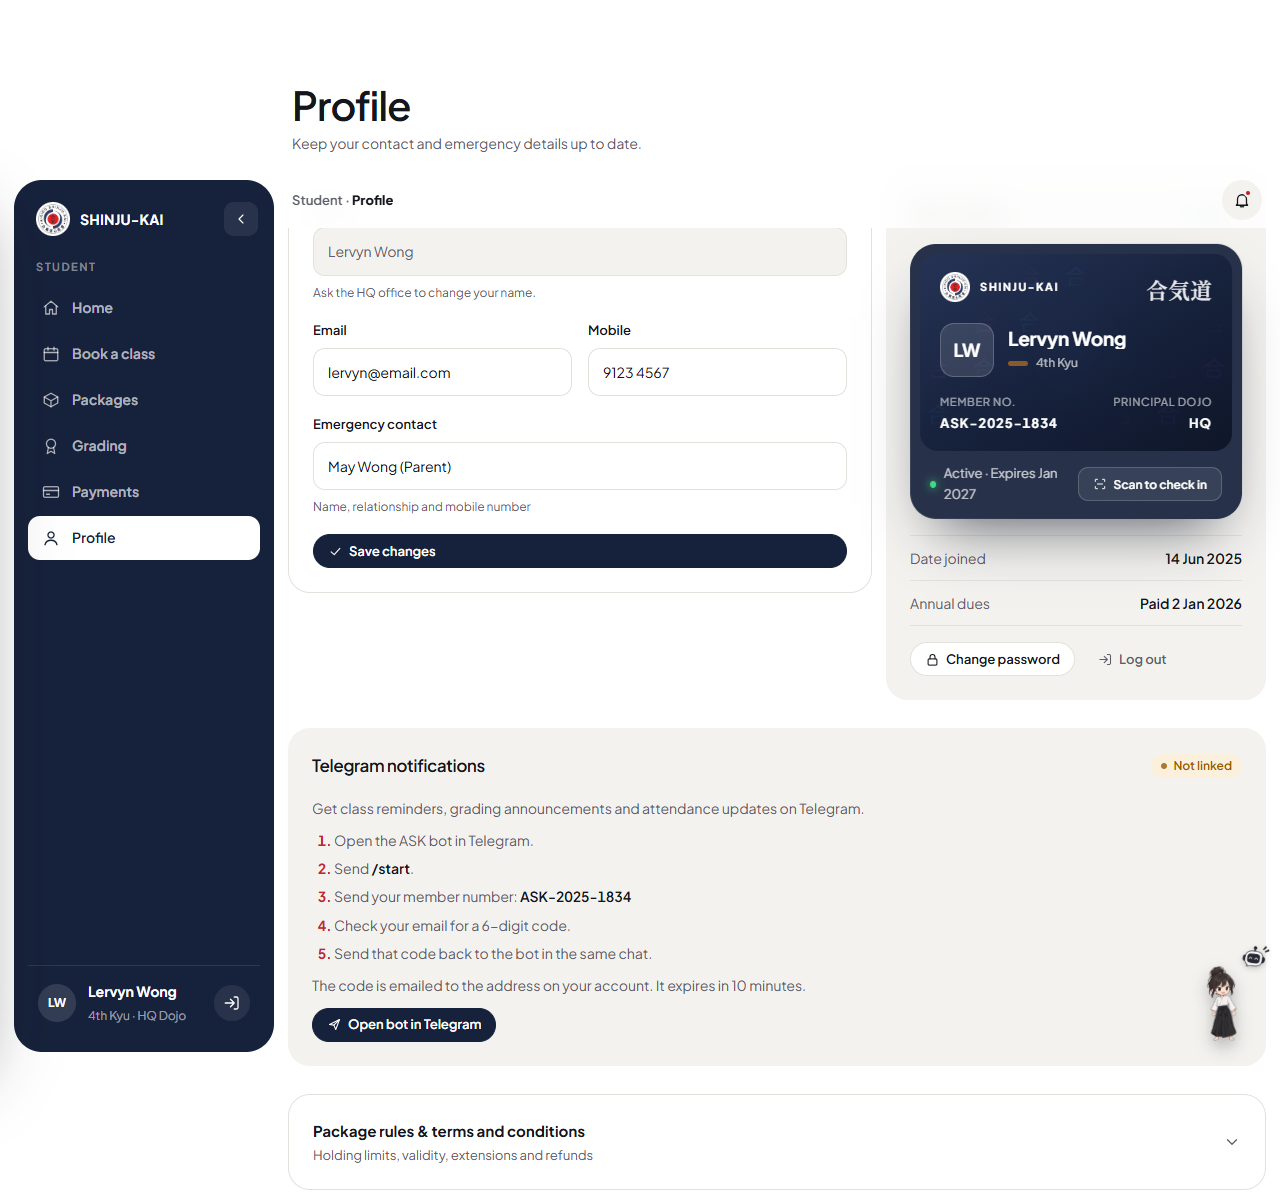 Profile
Keep your contact and emergency details up to date.
SHINJU-KAI
STUDENT
Home
Book a class
Packages
Grading
Payments
Profile
LW
Lervyn Wong
4th Kyu · HQ Dojo
Student · Profile
Lervyn Wong
Ask the HQ office to change your name.
Email
Mobile
lervyn@email.com
9123 4567
Emergency contact
May Wong (Parent)
Name, relationship and mobile number
Save changes
SHINJU-KAI
合気道
LW
Lervyn Wong
4th Kyu
MEMBER NO.
PRINCIPAL DOJO
ASK-2025-1834
HQ
Active · Expires Jan
2027
Scan to check in
Date joined
14 Jun 2025
Annual dues
Paid 2 Jan 2026
Change password
Log out
Telegram notifications
Not linked
Get class reminders, grading announcements and attendance updates on Telegram.
1. Open the ASK bot in Telegram.
2. Send /start.
3. Send your member number: ASK-2025-1834
4. Check your email for a 6-digit code.
5. Send that code back to the bot in the same chat.
The code is emailed to the address on your account. It expires in 10 minutes.
Open bot in Telegram
Package rules & terms and conditions
Holding limits, validity, extensions and refunds